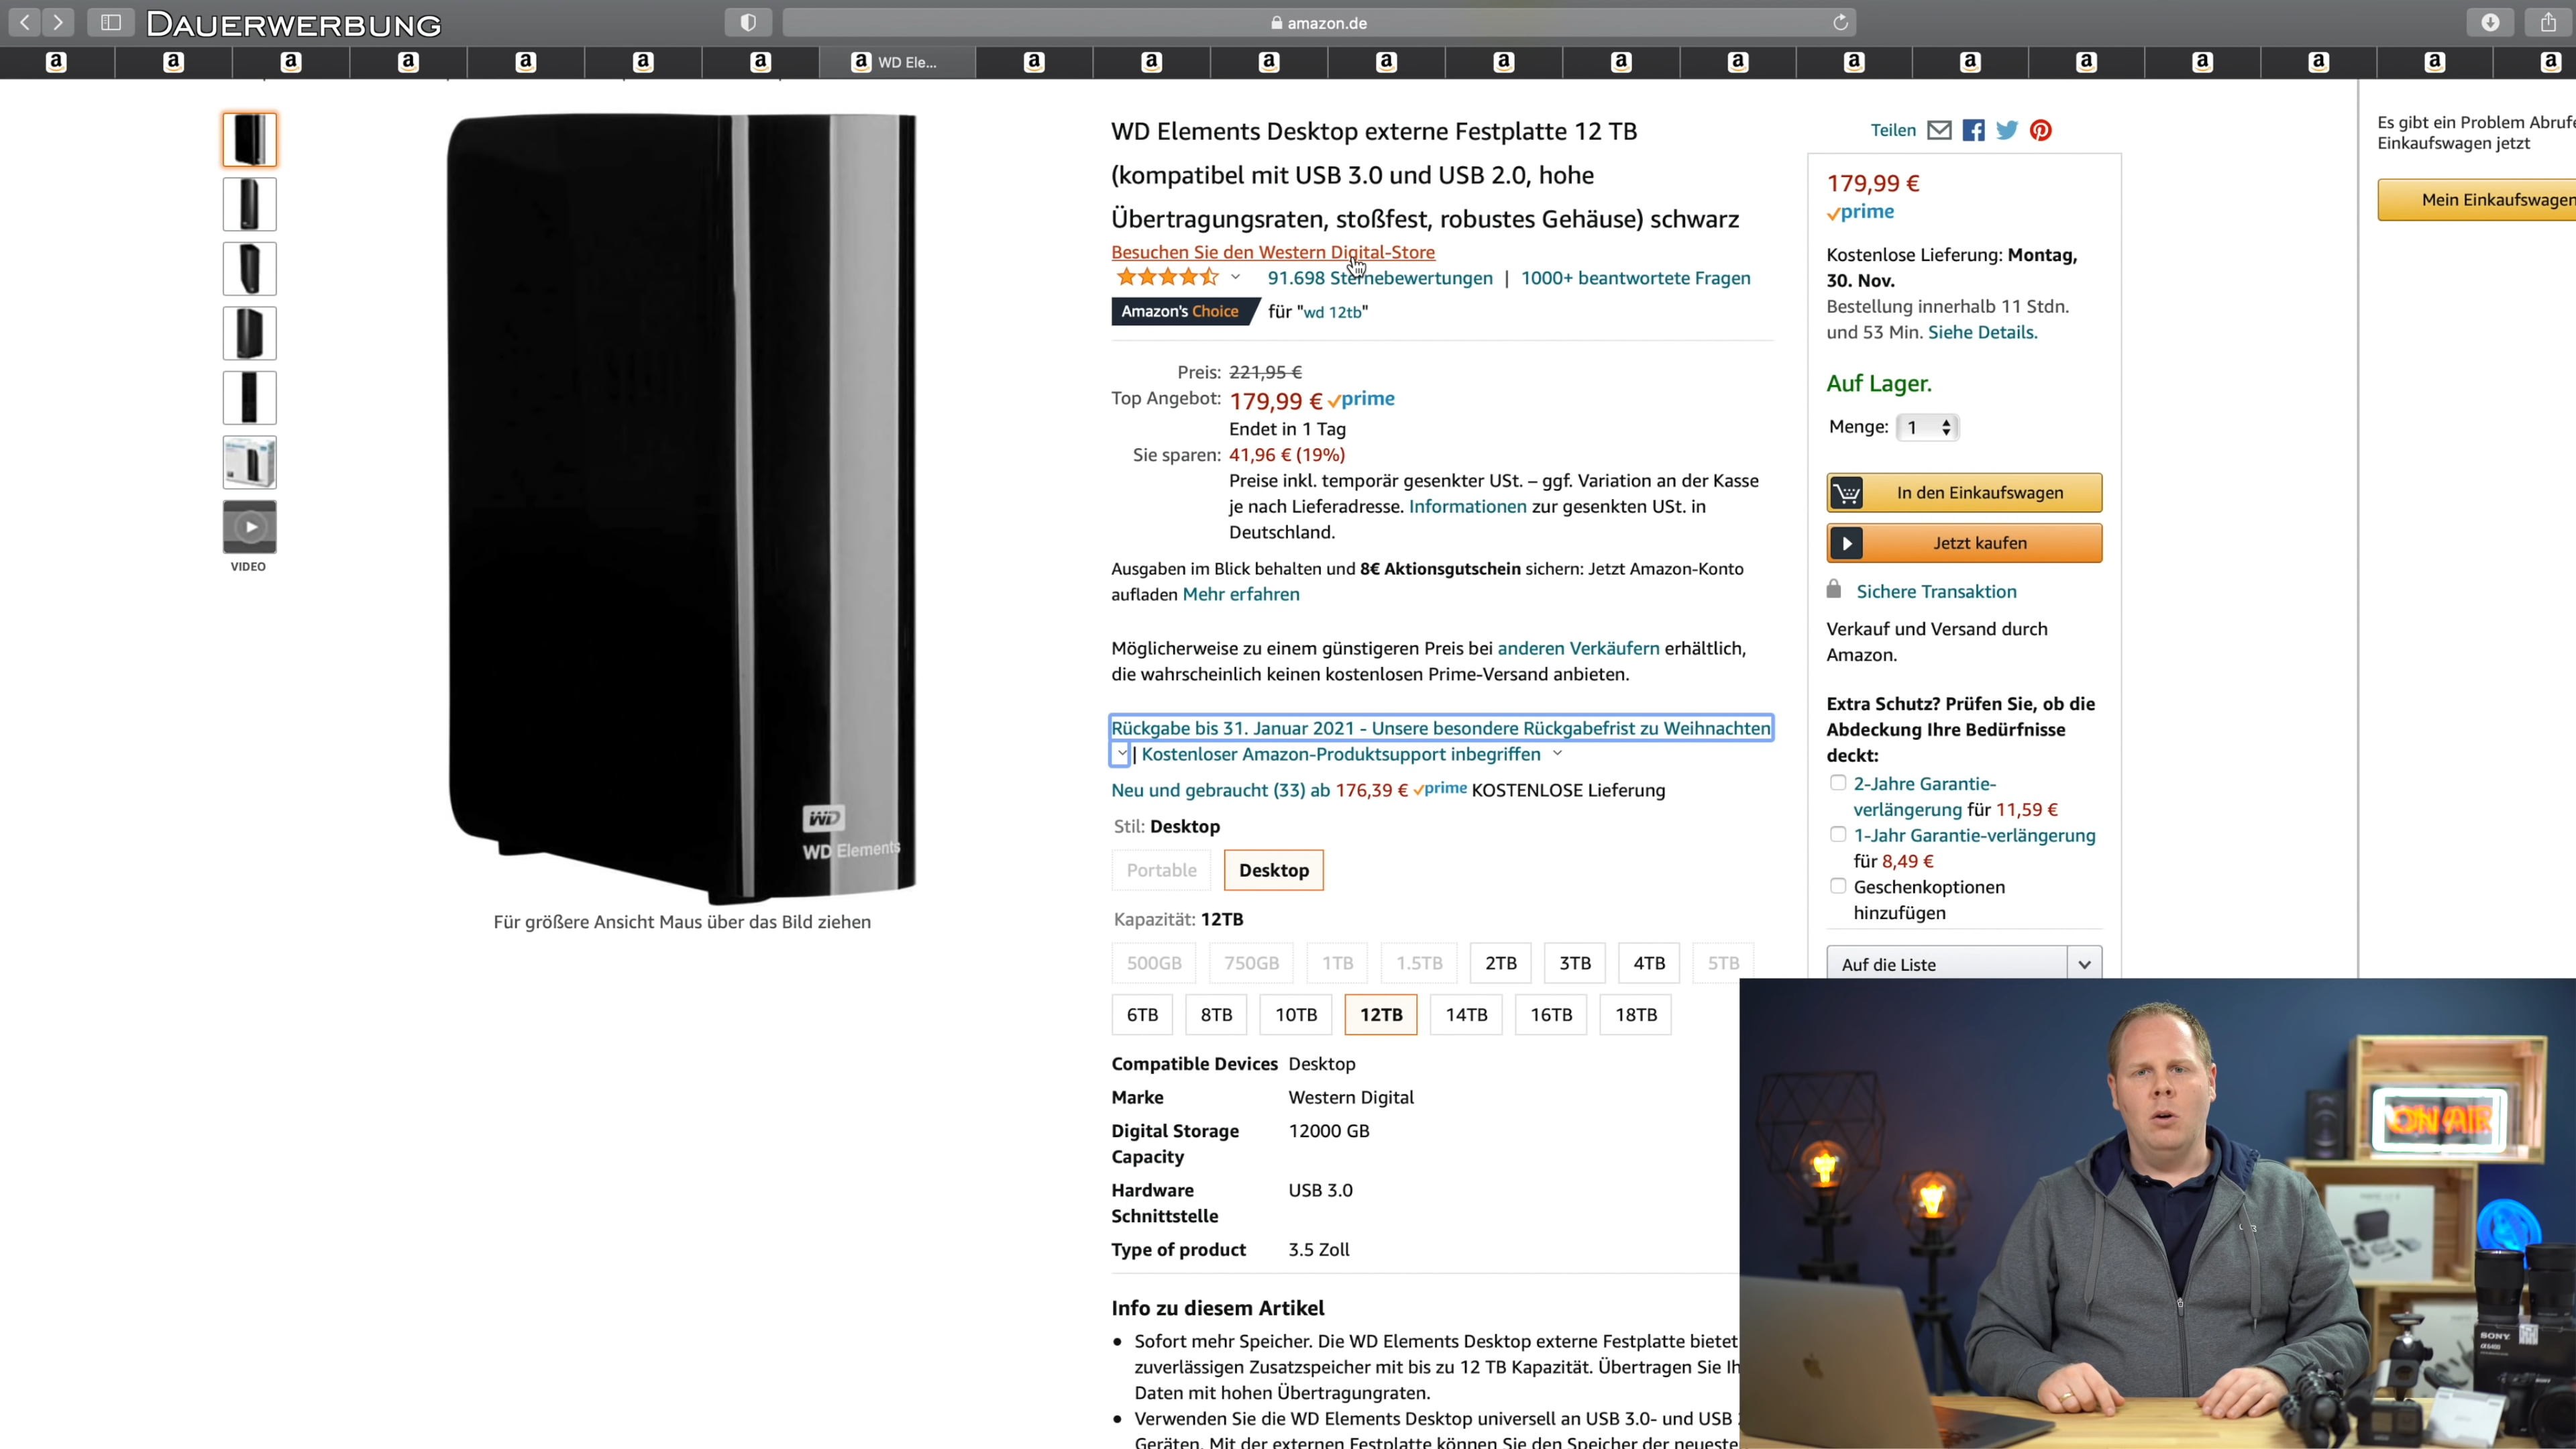 DAUERWERBUNG
amazon.de
WD Ele...
WD Elements Desktop externe Festplatte 12 TB
(kompatibel mit USB 3.0 und USB 2.0, hohe
Übertragungsraten, stoßfest, robustes Gehäuse) schwarz
Besuchen Sie den Western Digital-Store
91.698 Sternebewertungen | 1000+ beantwortete Fragen
Amazon's Choice für "wd 12tb"
Preis: 221,95 €
Top Angebot: 179,99 € prime
Endet in 1 Tag
Sie sparen: 41,96 € (19%)
Preise inkl. temporär gesenkter USt. – ggf. Variation an der Kasse
je nach Lieferadresse. Informationen zur gesenkten USt. in
Deutschland.
Ausgaben im Blick behalten und 8€ Aktionsgutschein sichern: Jetzt Amazon-Konto
aufladen Mehr erfahren
Möglicherweise zu einem günstigeren Preis bei anderen Verkäufern erhältlich,
die wahrscheinlich keinen kostenlosen Prime-Versand anbieten.
Rückgabe bis 31. Januar 2021 - Unsere besondere Rückgabefrist zu Weihnachten
| Kostenloser Amazon-Produktsupport inbegriffen
Neu und gebraucht (33) ab 176,39 € prime KOSTENLOSE Lieferung
Stil: Desktop
Portable Desktop
Kapazität: 12TB
500GB 750GB 1TB 1.5TB 2TB 3TB 4TB 5TB
6TB 8TB 10TB 12TB 14TB 16TB 18TB
Compatible Devices Desktop
Marke Western Digital
Digital Storage 12000 GB
Capacity
Hardware USB 3.0
Schnittstelle
Type of product 3.5 Zoll
Info zu diesem Artikel
• Sofort mehr Speicher. Die WD Elements Desktop externe Festplatte bietet
zuverlässigen Zusatzspeicher mit bis zu 12 TB Kapazität. Übertragen Sie Ih
Daten mit hohen Übertragungraten.
• Verwenden Sie die WD Elements Desktop universell an USB 3.0- und USB
Geräten. Mit der externen Festplatte können Sie den Speicher der neueste
VIDEO
WD
WD Elements
Für größere Ansicht Maus über das Bild ziehen
Teilen
179,99 €
prime
Kostenlose Lieferung: Montag,
30. Nov.
Bestellung innerhalb 11 Stdn.
und 53 Min. Siehe Details.
Auf Lager.
Menge: 1
In den Einkaufswagen
Jetzt kaufen
Sichere Transaktion
Verkauf und Versand durch
Amazon.
Extra Schutz? Prüfen Sie, ob die
Abdeckung Ihre Bedürfnisse
deckt:
2-Jahre Garantie-
verlängerung für 11,59 €
1-Jahr Garantie-verlängerung
für 8,49 €
Geschenkoptionen
hinzufügen
Auf die Liste
Es gibt ein Problem Abrufe
Einkaufswagen jetzt
Mein Einkaufswagen
ON AIR
SONY
α6400